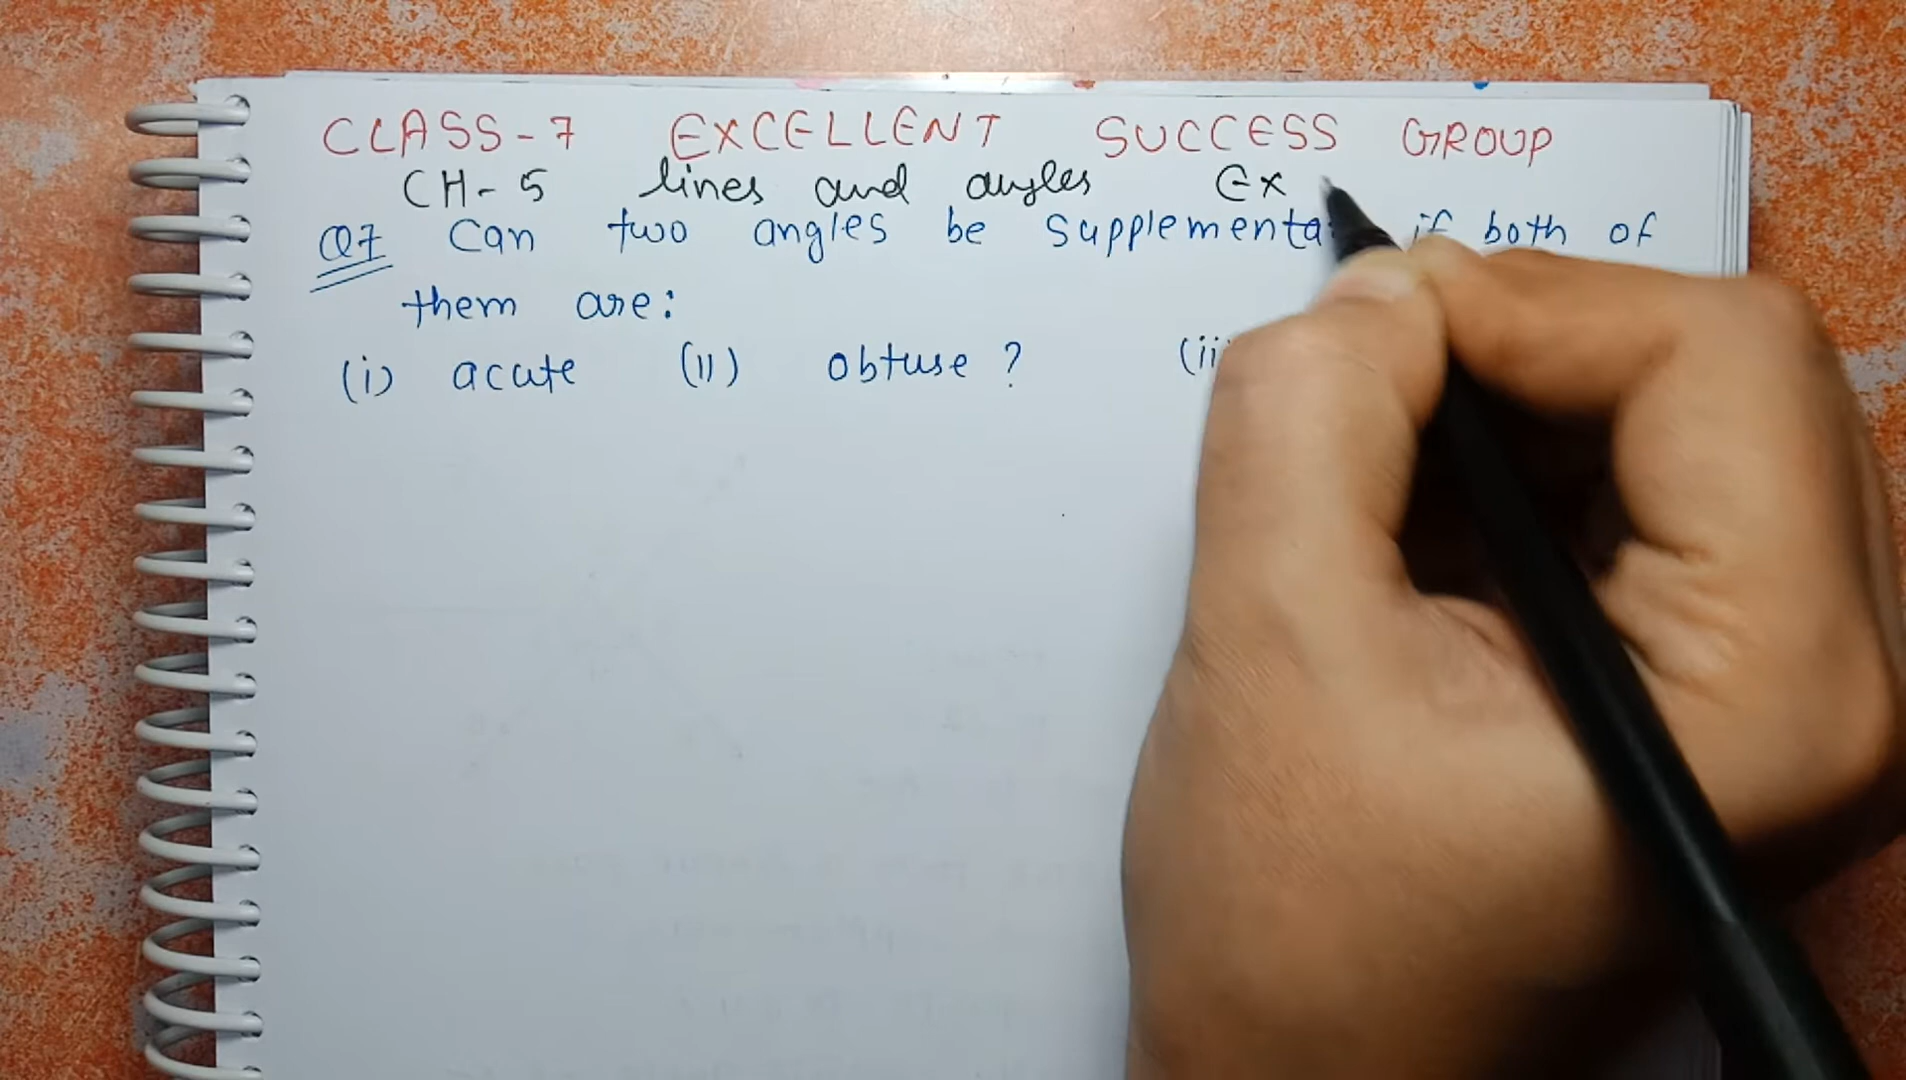 CLASS-7 EXCELLENT SUCCESS GROUP
CH-5 lines and angles Ex
Q7 Can two angles be if both of
them are:
(i) acute (ii) obtuse ?